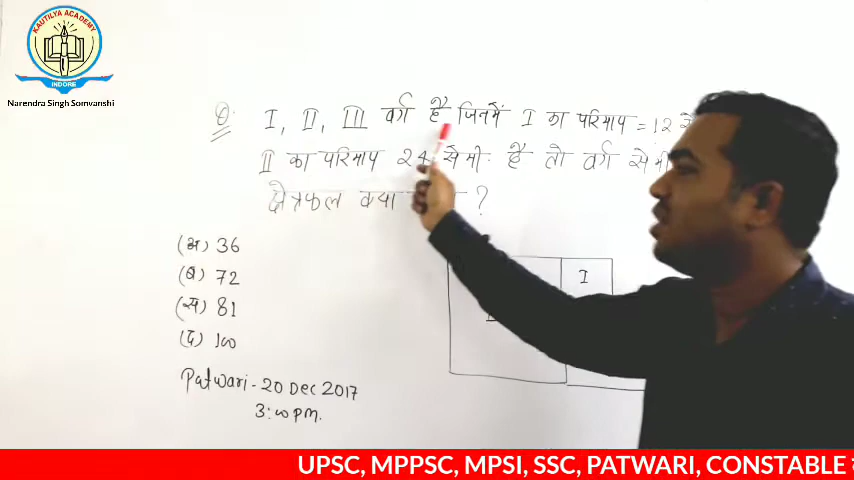 KAUTILYA ACADEMY
INDORE
Narendra Singh Somvanshi
Q. I, II, III वर्ग है जिनमें I का परिमाप = 12
II का परिमाप 24 सेमी. है तो वर्ग सेमी
क्षेत्रफल क्या ?
(अ) 36
(ब) 72
(स) 81
(द) 100
I
Patwari - 20 Dec 2017
3:00 pm.
UPSC, MPPSC, MPSI, SSC, PATWARI, CONSTABLE